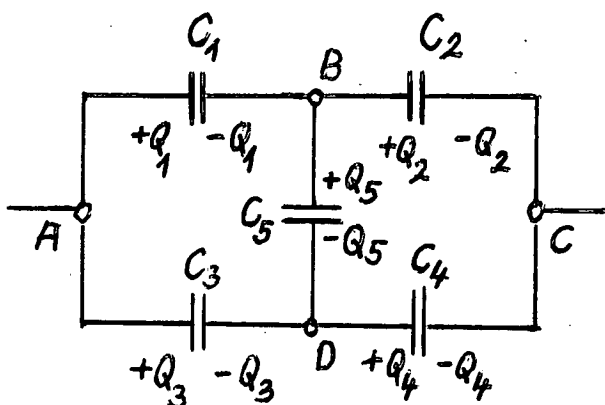 C₁ C₂
B
+Q₁ -Q₁ +Q₂ -Q₂
+Q₅
A C₅ C
-Q₅
C₃ C₄
D
+Q₃ -Q₃ +Q₄ -Q₄